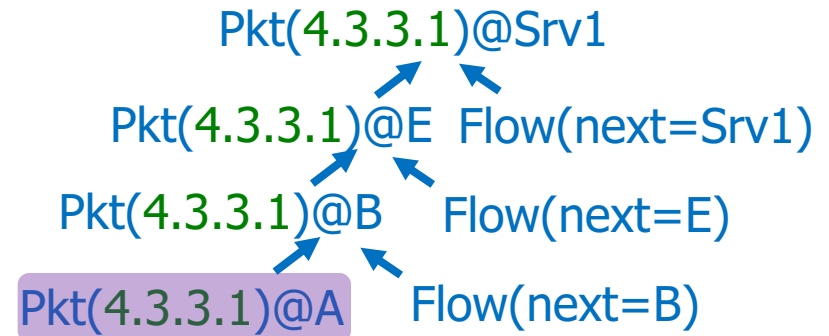 Pkt(4.3.3.1)@Srv1
Pkt(4.3.3.1)@E Flow(next=Srv1)
Pkt(4.3.3.1)@B Flow(next=E)
Pkt(4.3.3.1)@A Flow(next=B)